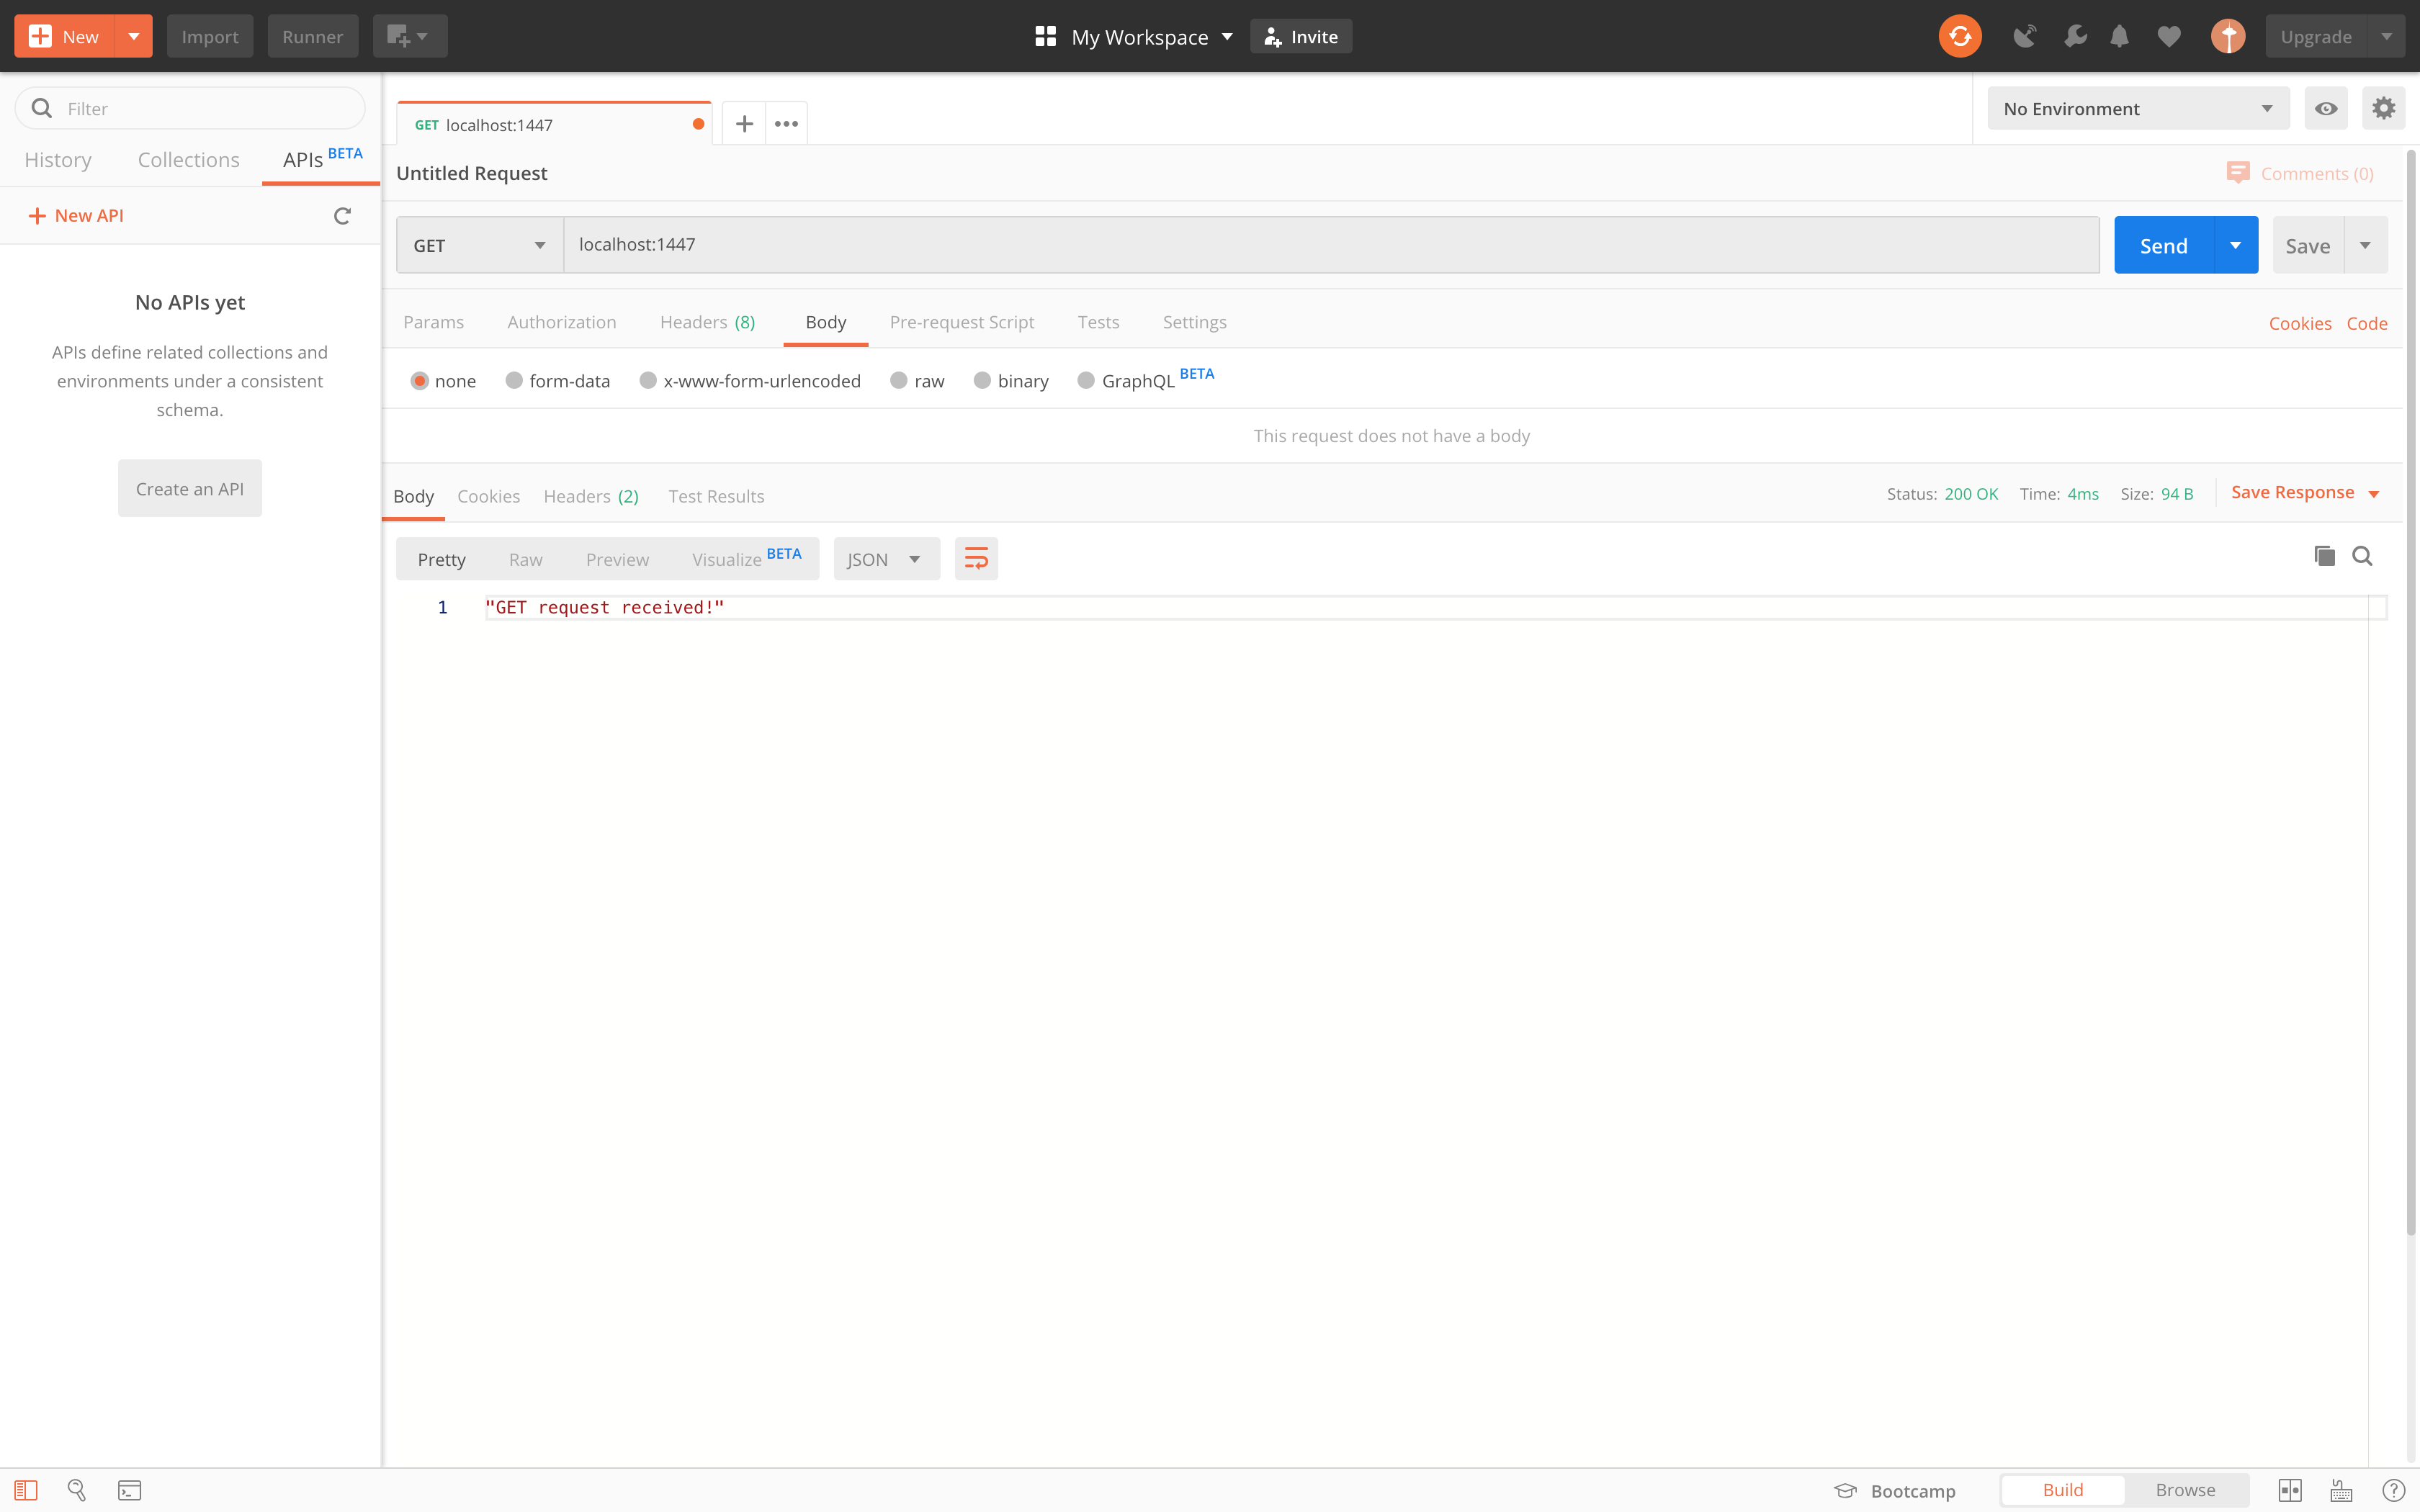 New Import Runner My Workspace Invite Upgrade
Filter
History Collections APIs BETA
New API
No APIs yet
APIs define related collections and
environments under a consistent
schema.
Create an API
GET localhost:1447 No Environment
Untitled Request Comments (0)
GET localhost:1447 Send Save
Params Authorization Headers (8) Body Pre-request Script Tests Settings Cookies Code
none form-data x-www-form-urlencoded raw binary GraphQL BETA
This request does not have a body
Body Cookies Headers (2) Test Results Status: 200 OK Time: 4ms Size: 94 B Save Response
Pretty Raw Preview Visualize BETA JSON
1 "GET request received!"
Bootcamp Build Browse